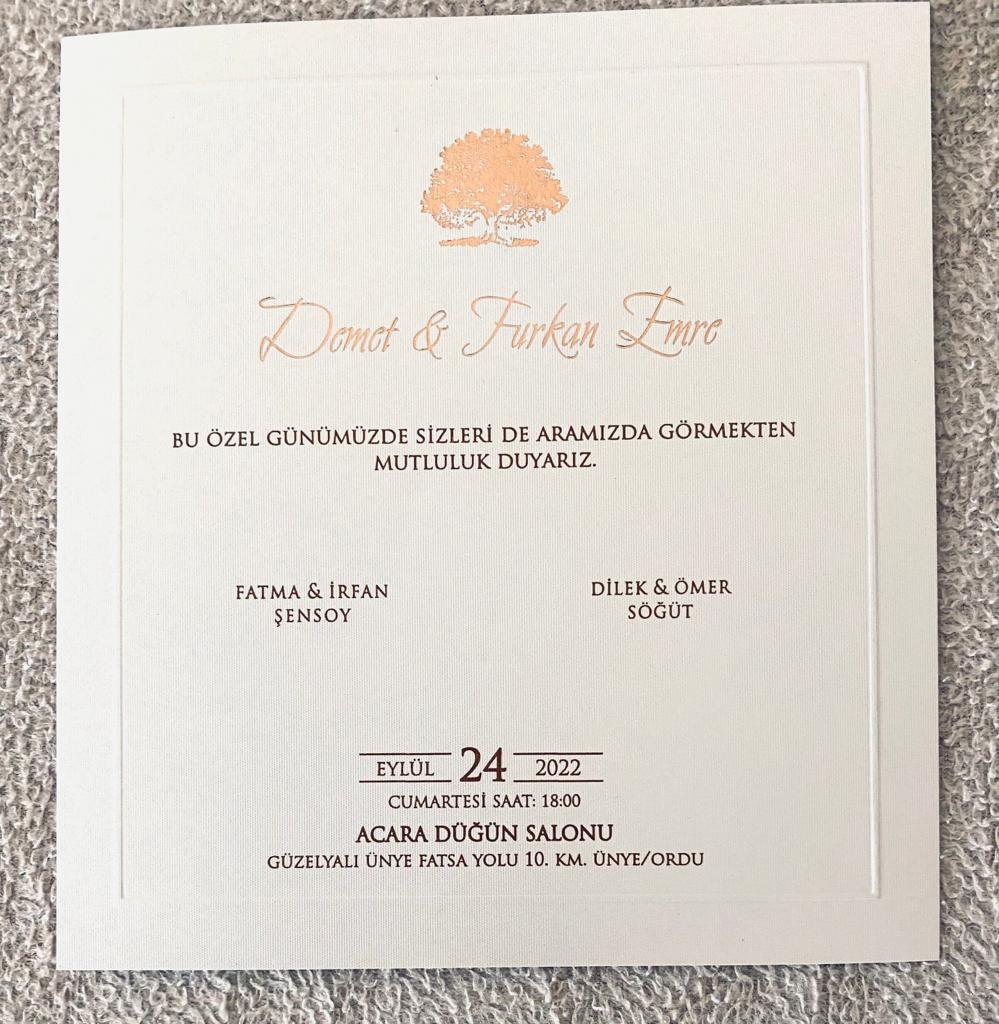 Demet & Furkan Emre
BU ÖZEL GÜNÜMÜZDE SİZLERİ DE ARAMIZDA GÖRMEKTEN
MUTLULUK DUYARIZ.
FATMA & İRFAN
ŞENSOY
DİLEK & ÖMER
SÖĞÜT
EYLÜL 24 2022
CUMARTESİ SAAT: 18:00
ACARA DÜĞÜN SALONU
GÜZELYALI ÜNYE FATSA YOLU 10. KM. ÜNYE/ORDU